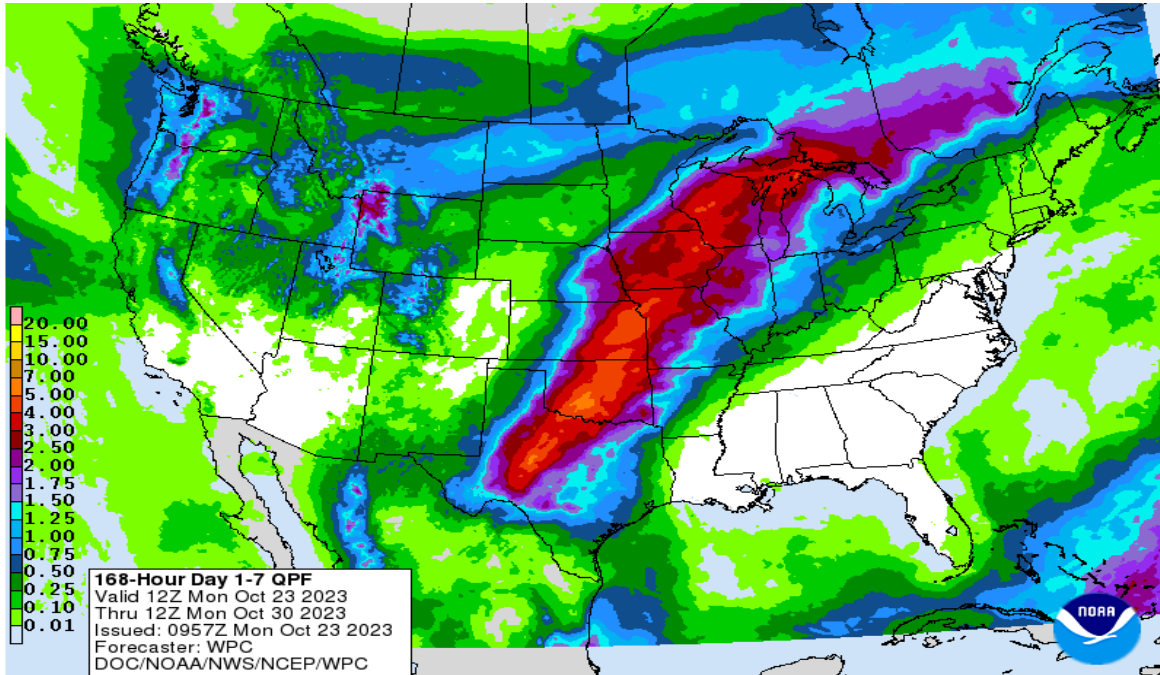 20.00
15.00
10.00
7.00
5.00
4.00
3.00
2.50
2.00
1.75
1.50
1.25
1.00
0.75
0.50
0.25
0.10
0.01
168-Hour Day 1-7 QPF
Valid 12Z Mon Oct 23 2023
Thru 12Z Mon Oct 30 2023
Issued: 0957Z Mon Oct 23 2023
Forecaster: WPC
DOC/NOAA/NWS/NCEP/WPC
NOAA